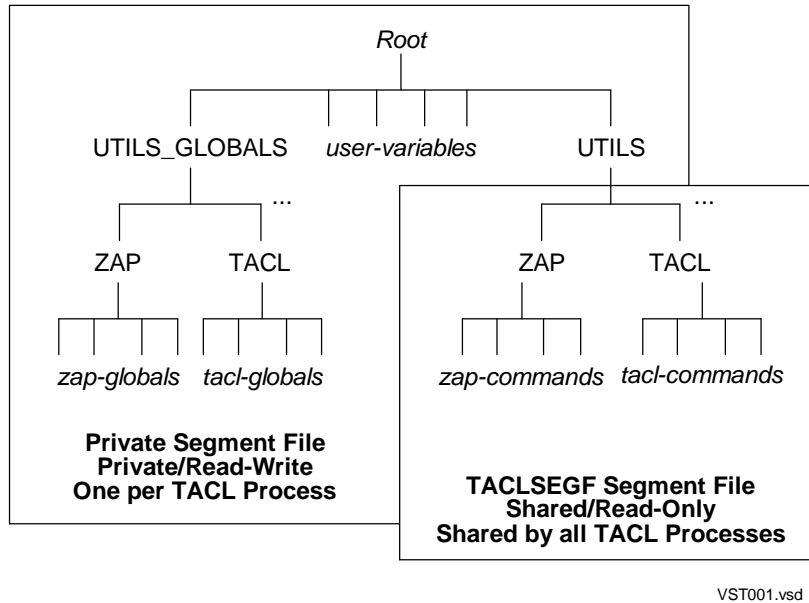 Root
UTILS_GLOBALS user-variables UTILS
... ...
ZAP TACL ZAP TACL
zap-globals tacl-globals zap-commands tacl-commands
Private Segment File
Private/Read-Write
One per TACL Process
TACLSEGF Segment File
Shared/Read-Only
Shared by all TACL Processes
VST001.vsd